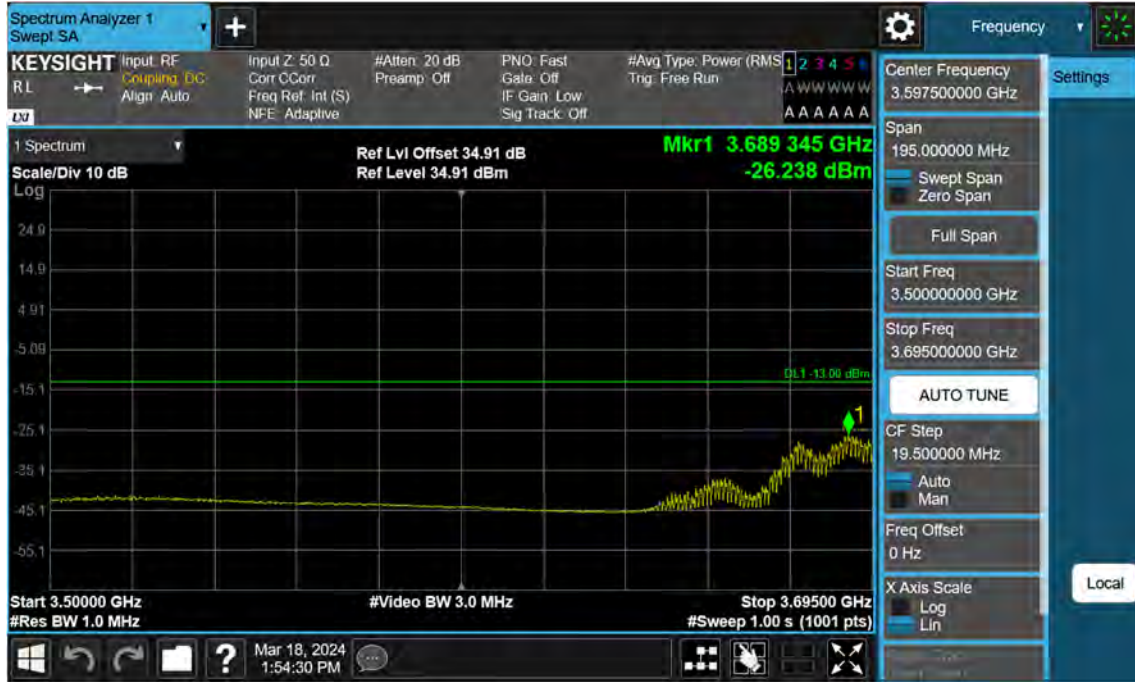 Spectrum Analyzer 1
Swept SA
Frequency
KEYSIGHT
RL
LXI
Input: RF
Coupling: DC
Align: Auto
Input Z: 50 Ω
Corr CCorr
Freq Ref: Int (S)
NFE: Adaptive
#Atten: 20 dB
Preamp: Off
PNO: Fast
Gate: Off
IF Gain: Low
Sig Track: Off
#Avg Type: Power (RMS
Trig: Free Run
1 2 3 4 5 6
A W W W W W
A A A A A A
Center Frequency
3.597500000 GHz
Settings
1 Spectrum
Scale/Div 10 dB
Ref Lvl Offset 34.91 dB
Ref Level 34.91 dBm
Mkr1 3.689 345 GHz
-26.238 dBm
Span
195.000000 MHz
Swept Span
Zero Span
Full Span
Start Freq
3.500000000 GHz
Stop Freq
3.695000000 GHz
AUTO TUNE
CF Step
19.500000 MHz
Auto
Man
Freq Offset
0 Hz
X Axis Scale
Log
Lin
Local
Log
24.9
14.9
4.91
-5.09
-15.1
-25.1
-35.1
-45.1
-55.1
DL1 -13.00 dBm
1
Start 3.50000 GHz
#Res BW 1.0 MHz
#Video BW 3.0 MHz
Stop 3.69500 GHz
#Sweep 1.00 s (1001 pts)
?
Mar 18, 2024
1:54:30 PM